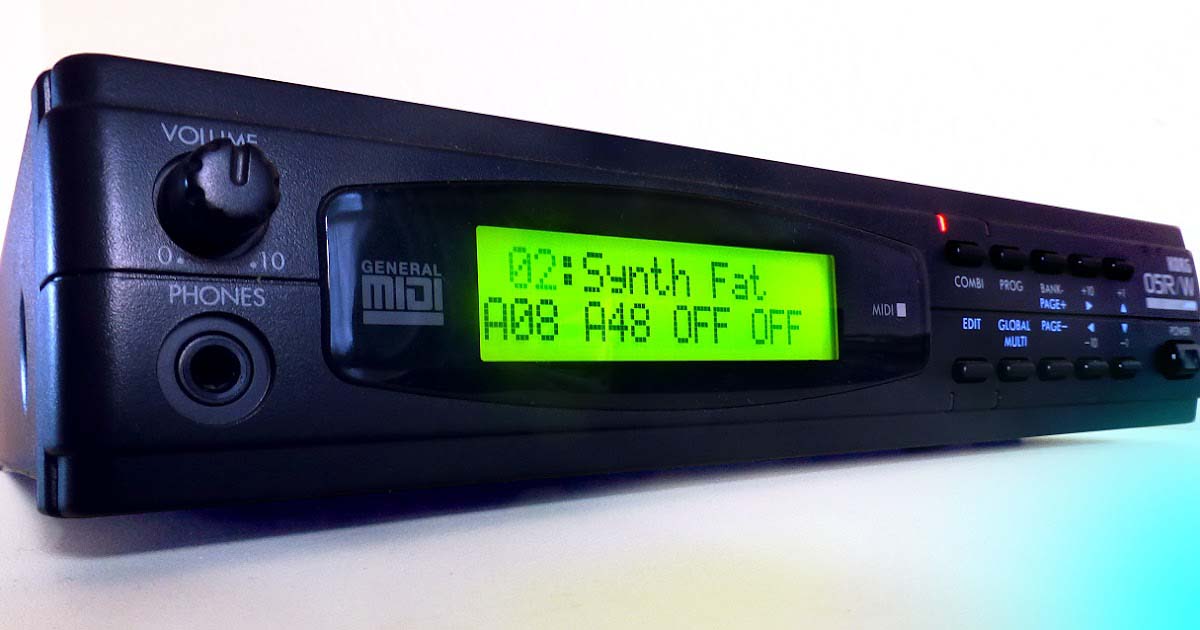 VOLUME
0 10
PHONES
GENERAL
MIDI
02:Synth Fat
A08 A48 OFF OFF
MIDI
COMBI PROG BANK- +10 +1
PAGE+
EDIT GLOBAL PAGE-
MULTI -10 -1
KORG
05R/W
POWER